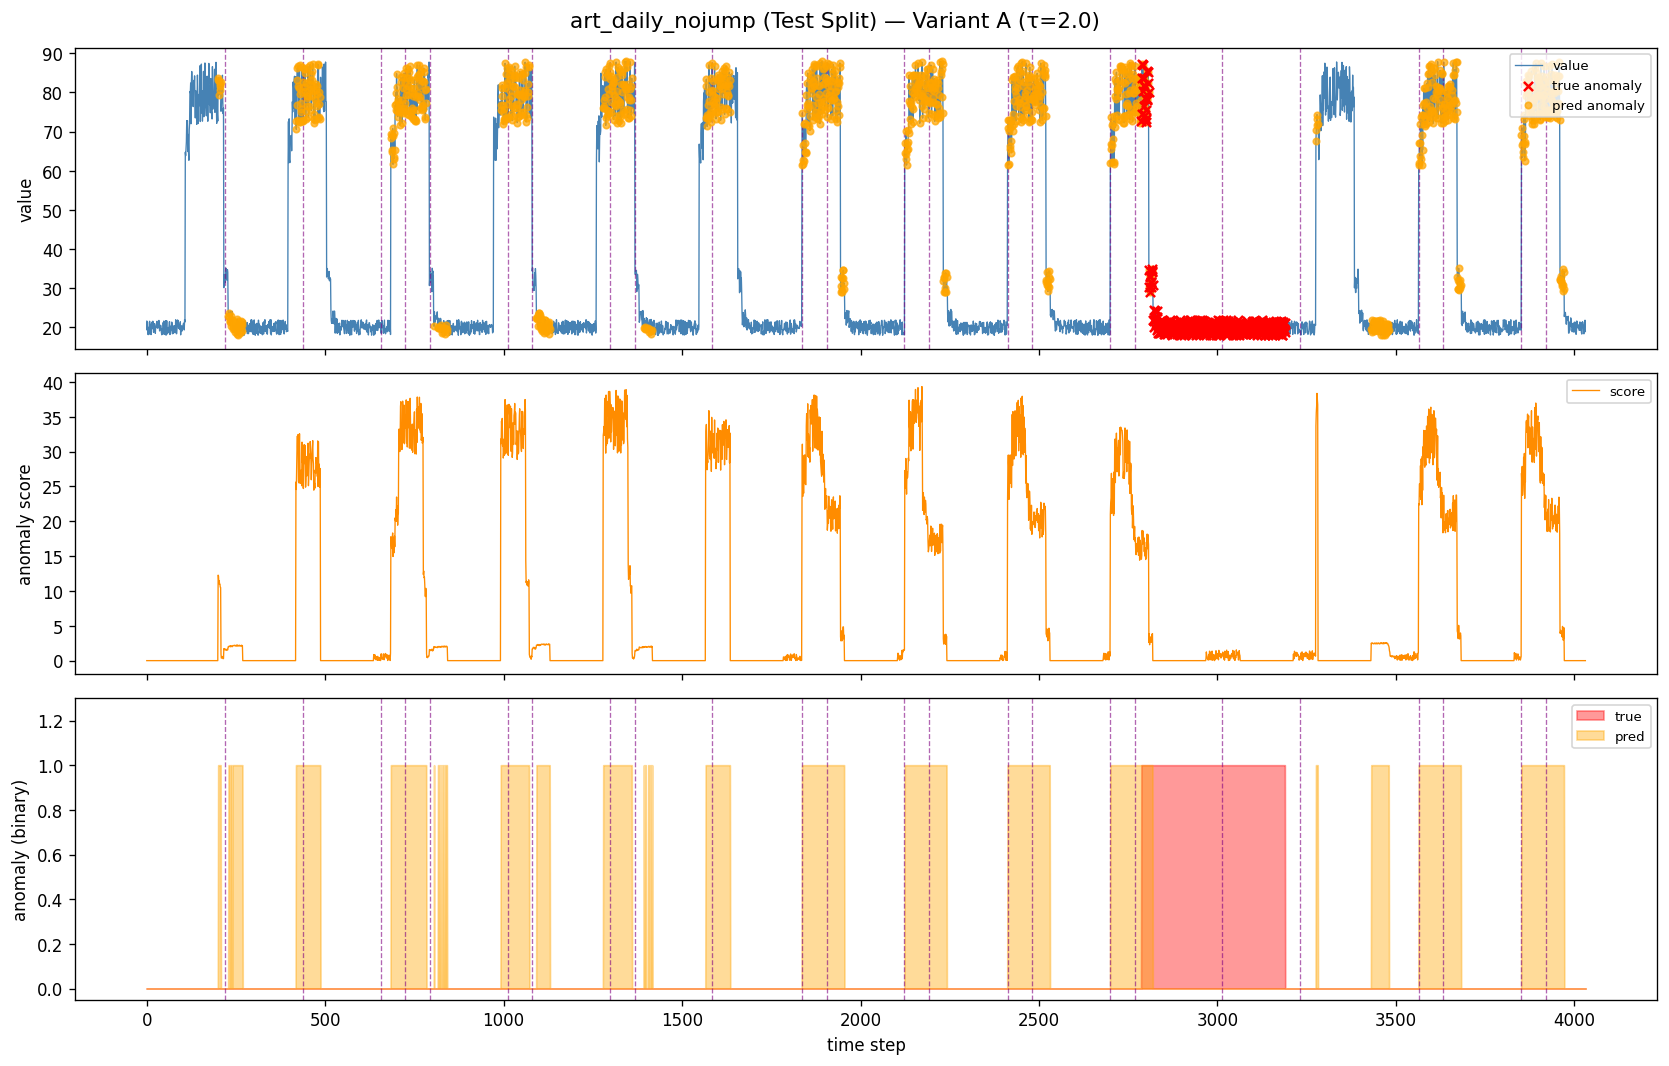 art_daily_nojump (Test Split) — Variant A (τ=2.0)
90
80
70
60
50
40
30
20
value
value
true anomaly
pred anomaly
40
35
30
25
20
15
10
5
0
anomaly score
score
1.2
1.0
0.8
0.6
0.4
0.2
0.0
anomaly (binary)
true
pred
0 500 1000 1500 2000 2500 3000 3500 4000
time step